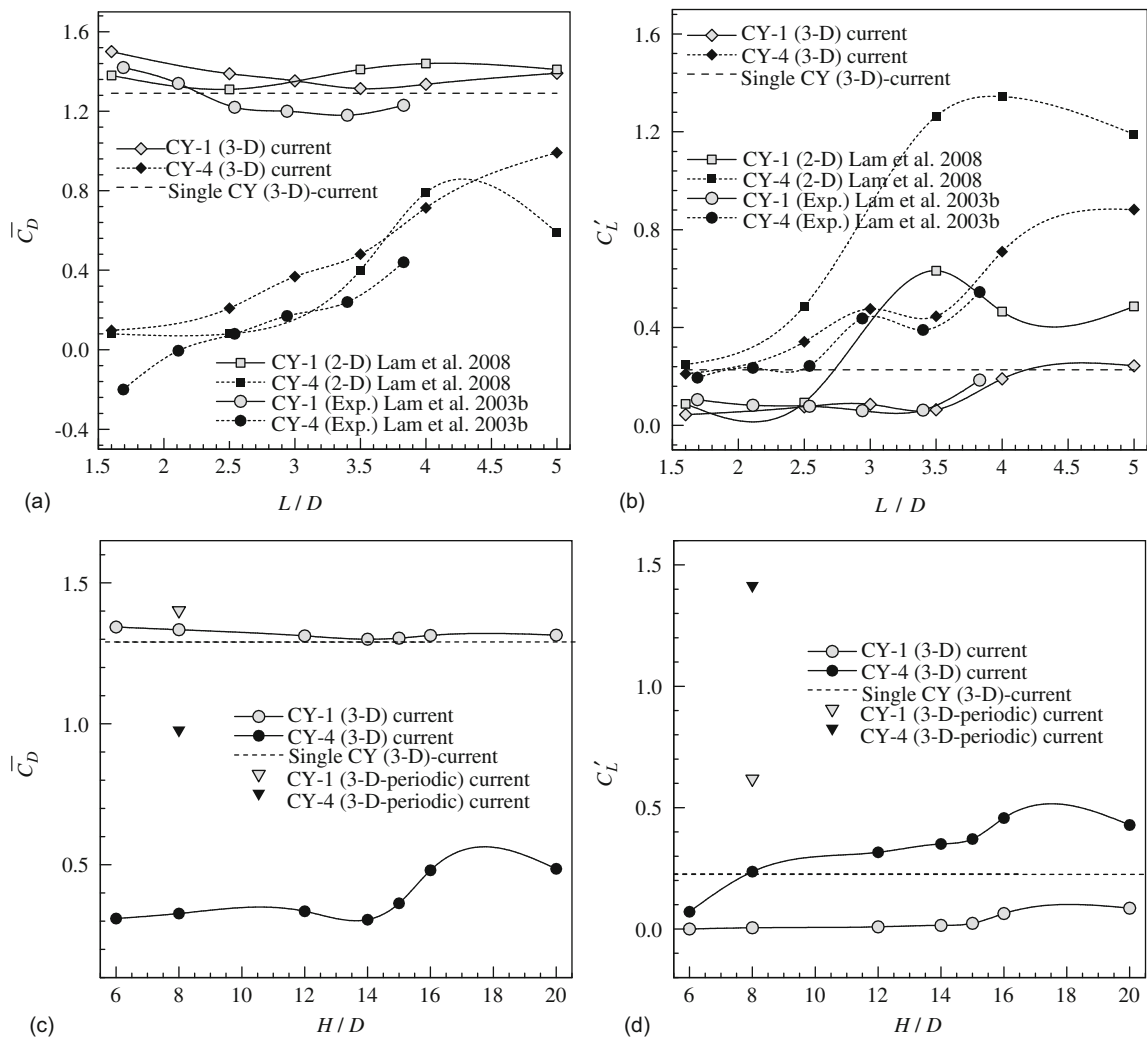 1.6
1.2
0.8
0.4
0.0
-0.4
C_D
CY-1 (3-D) current
CY-4 (3-D) current
Single CY (3-D)-current
CY-1 (2-D) Lam et al. 2008
CY-4 (2-D) Lam et al. 2008
CY-1 (Exp.) Lam et al. 2003b
CY-4 (Exp.) Lam et al. 2003b
1.5 2 2.5 3 3.5 4 4.5 5
(a)
L / D
1.6
1.2
0.8
0.4
0.0
C_L′
CY-1 (3-D) current
CY-4 (3-D) current
Single CY (3-D)-current
CY-1 (2-D) Lam et al. 2008
CY-4 (2-D) Lam et al. 2008
CY-1 (Exp.) Lam et al. 2003b
CY-4 (Exp.) Lam et al. 2003b
1.5 2 2.5 3 3.5 4 4.5 5
(b)
L / D
1.5
1.0
0.5
C_D
CY-1 (3-D) current
CY-4 (3-D) current
Single CY (3-D)-current
CY-1 (3-D-periodic) current
CY-4 (3-D-periodic) current
6 8 10 12 14 16 18 20
(c)
H / D
1.5
1.0
0.5
0.0
C_L′
CY-1 (3-D) current
CY-4 (3-D) current
Single CY (3-D)-current
CY-1 (3-D-periodic) current
CY-4 (3-D-periodic) current
6 8 10 12 14 16 18 20
(d)
H / D